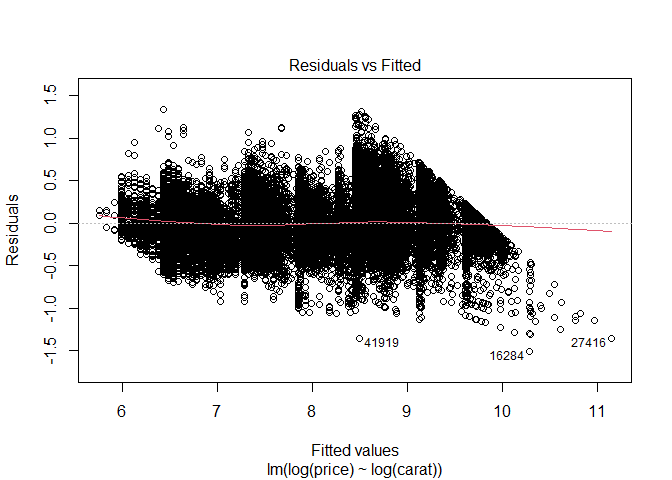 Residuals vs Fitted
Residuals
1.5
1.0
0.5
0.0
-0.5
-1.0
-1.5
41919
16284
27416
6 7 8 9 10 11
Fitted values
lm(log(price) ~ log(carat))